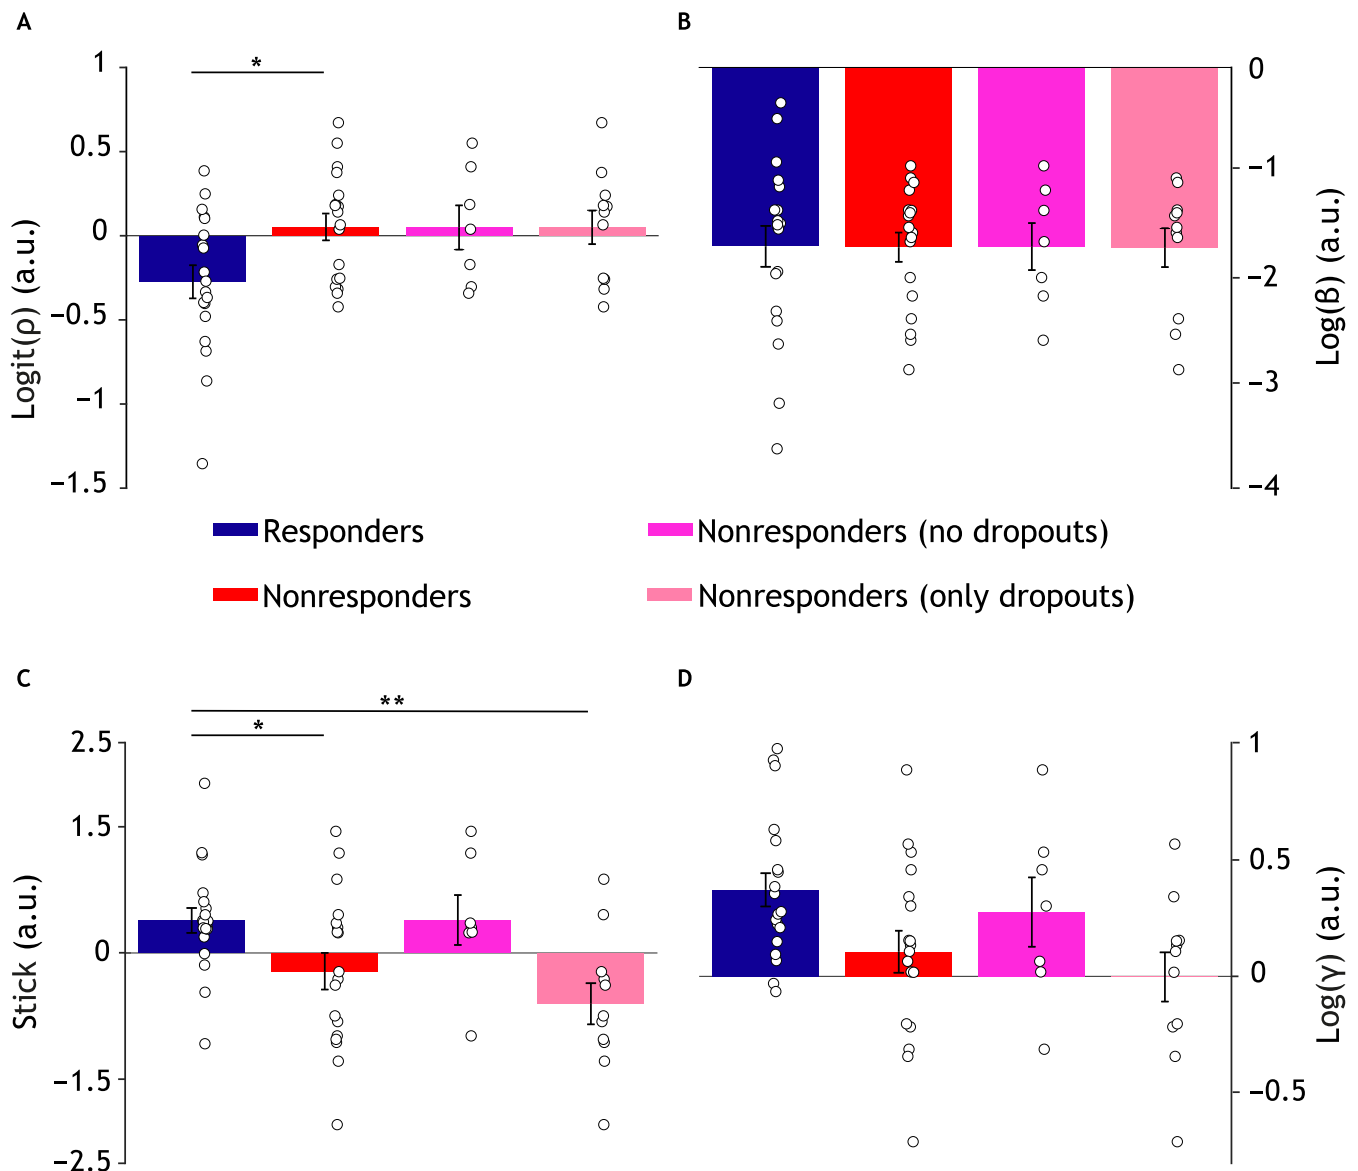 A
B
1
0.5
0
−0.5
−1
−1.5
Logit(ρ) (a.u.)
*
0
−1
−2
−3
−4
Log(β) (a.u.)
Responders
Nonresponders (no dropouts)
Nonresponders
Nonresponders (only dropouts)
C
D
2.5
1.5
0
−1.5
−2.5
Stick (a.u.)
**
*
1
0.5
0
−0.5
Log(γ) (a.u.)